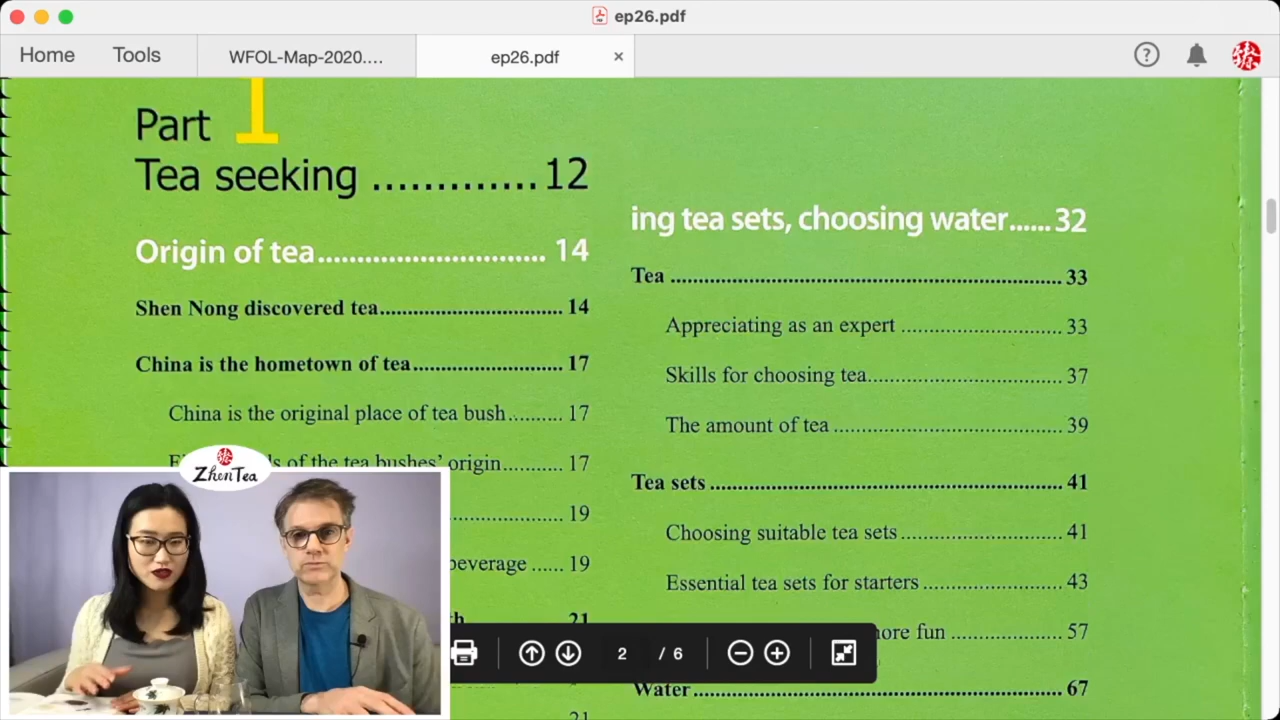 ep26.pdf
Home
Tools
WFOL-Map-2020....
ep26.pdf
Part 1
Tea seeking ............. 12
Origin of tea............................ 14
Shen Nong discovered tea.................................. 14
China is the hometown of tea............................ 17
China is the original place of tea bush.......... 17
of the tea bushes' origin.......... 17
19
beverage ...... 19
21
21
ing tea sets, choosing water...... 32
Tea ........................................................................ 33
Appreciating as an expert .............................. 33
Skills for choosing tea.................................... 37
The amount of tea .......................................... 39
Tea sets .................................................................. 41
Choosing suitable tea sets .............................. 41
Essential tea sets for starters .......................... 43
more fun .................... 57
Water..................................................................... 67
ZhenTea
2 / 6